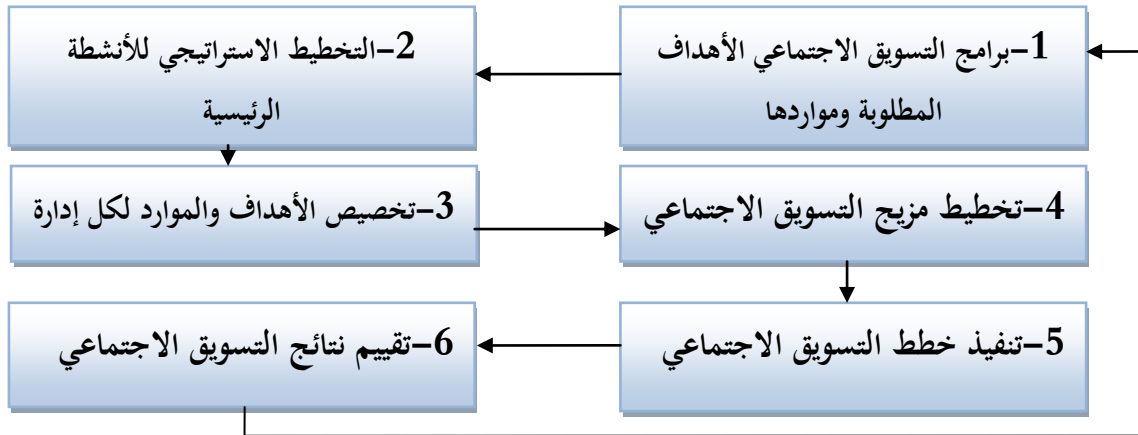 1-برامج التسويق الاجتماعي الأهداف
المطلوبة ومواردها
2-التخطيط الاستراتيجي للأنشطة
الرئيسية
3-تخصيص الأهداف والموارد لكل إدارة
4-تخطيط مزيج التسويق الاجتماعي
5-تنفيذ خطط التسويق الاجتماعي
6-تقييم نتائج التسويق الاجتماعي